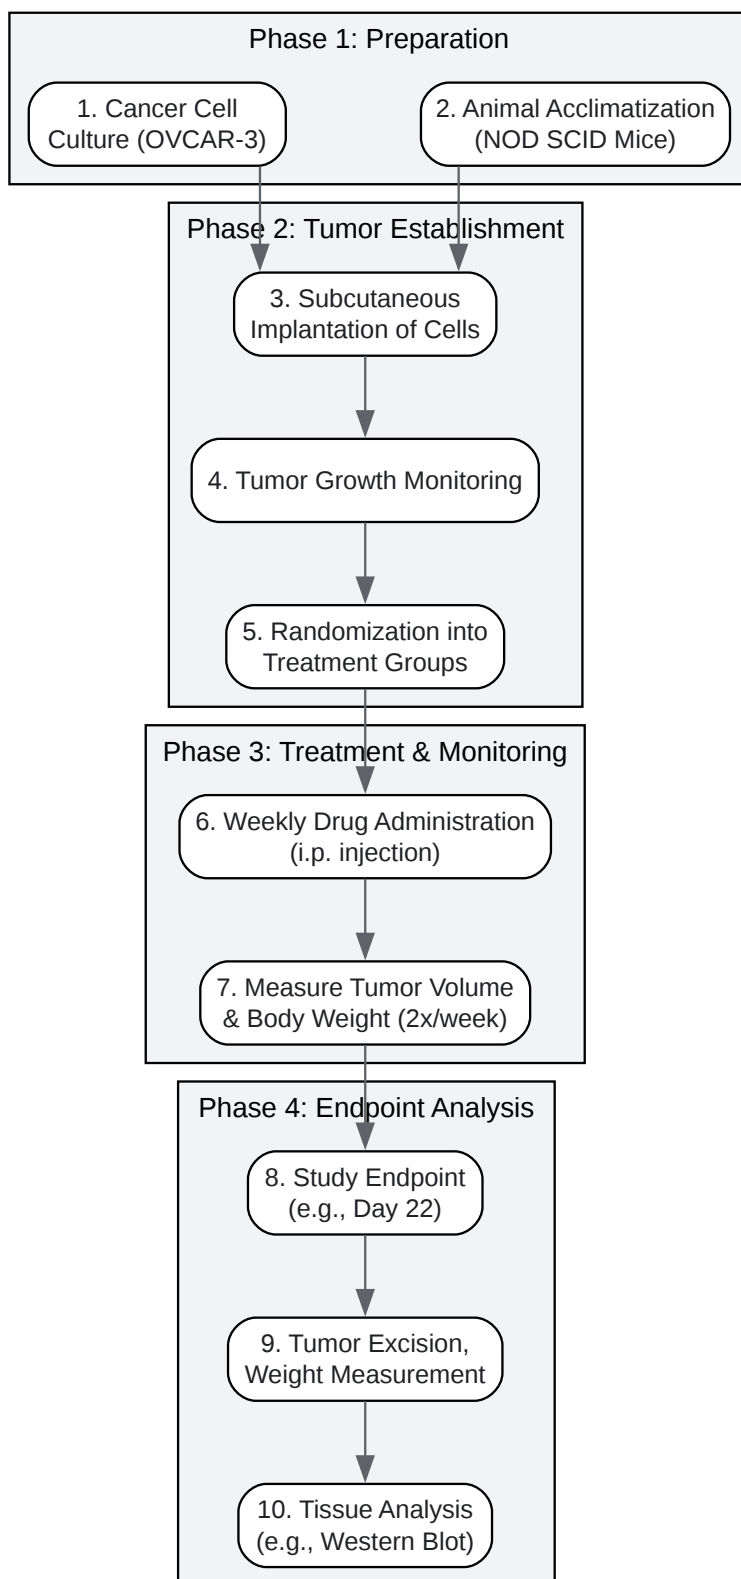 Phase 1: Preparation
1. Cancer Cell
Culture (OVCAR-3)
2. Animal Acclimatization
(NOD SCID Mice)
Phase 2: Tumor Establishment
3. Subcutaneous
Implantation of Cells
4. Tumor Growth Monitoring
5. Randomization into
Treatment Groups
Phase 3: Treatment & Monitoring
6. Weekly Drug Administration
(i.p. injection)
7. Measure Tumor Volume
& Body Weight (2x/week)
Phase 4: Endpoint Analysis
8. Study Endpoint
(e.g., Day 22)
9. Tumor Excision,
Weight Measurement
10. Tissue Analysis
(e.g., Western Blot)